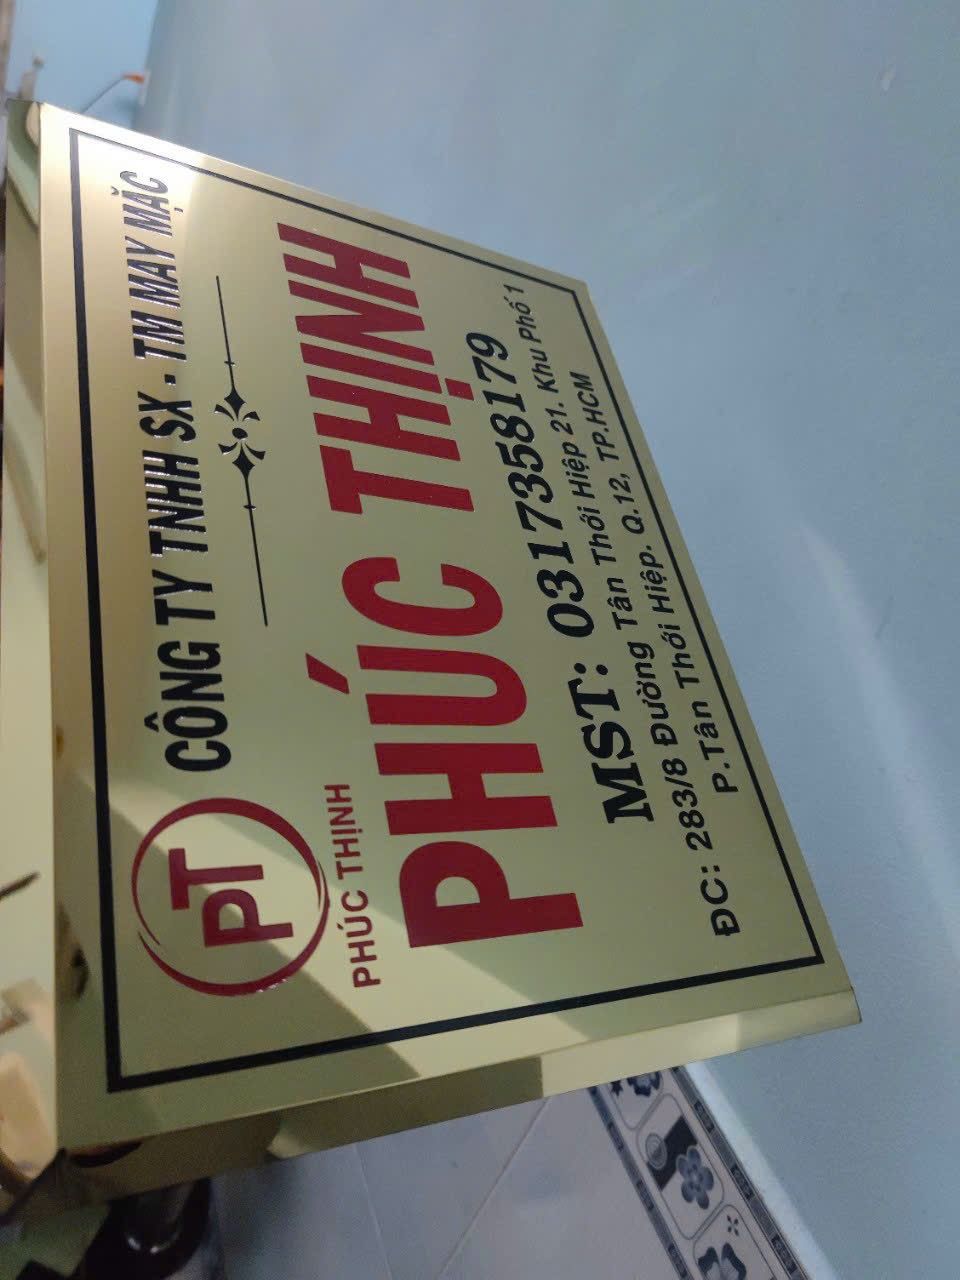 PT
PHÚC THỊNH
CÔNG TY TNHH SX - TM MAY MẶC
PHÚC THỊNH
MST: 0317358179
ĐC: 283/8 Đường Tân Thới Hiệp 21. Khu Phố 1
P.Tân Thới Hiệp. Q.12, TP.HCM